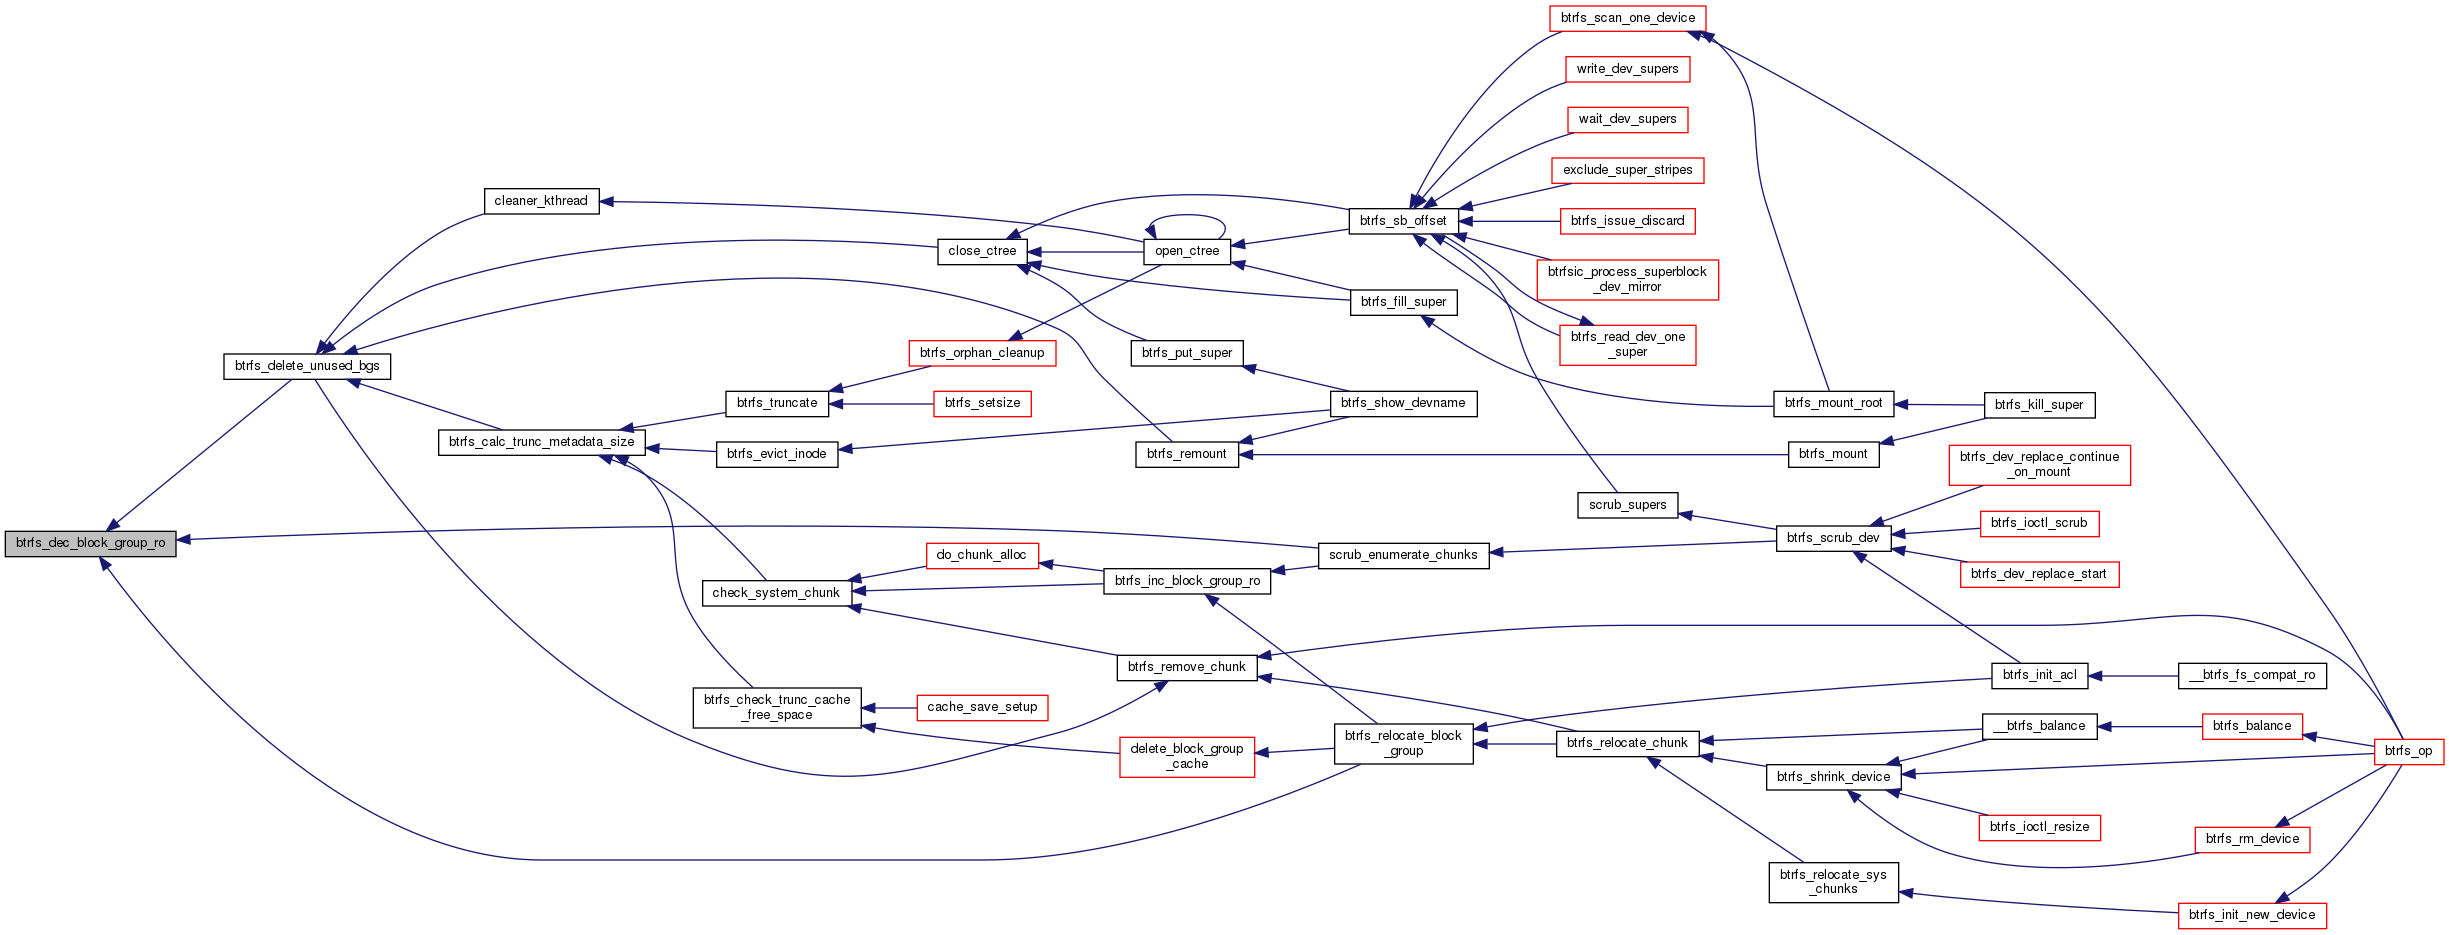 btrfs_scan_one_device
write_dev_supers
wait_dev_supers
exclude_super_stripes
cleaner_kthread
btrfs_sb_offset
btrfs_issue_discard
close_ctree
open_ctree
btrfsic_process_superblock
_dev_mirror
btrfs_fill_super
btrfs_read_dev_one
_super
btrfs_orphan_cleanup
btrfs_put_super
btrfs_delete_unused_bgs
btrfs_truncate
btrfs_setsize
btrfs_show_devname
btrfs_mount_root
btrfs_kill_super
btrfs_calc_trunc_metadata_size
btrfs_evict_inode
btrfs_remount
btrfs_mount
btrfs_dev_replace_continue
_on_mount
scrub_supers
btrfs_ioctl_scrub
btrfs_dec_block_group_ro
btrfs_scrub_dev
do_chunk_alloc
scrub_enumerate_chunks
btrfs_dev_replace_start
check_system_chunk
btrfs_inc_block_group_ro
btrfs_remove_chunk
btrfs_init_acl
__btrfs_fs_compat_ro
btrfs_check_trunc_cache
_free_space
cache_save_setup
btrfs_relocate_block
_group
delete_block_group
_cache
btrfs_relocate_chunk
__btrfs_balance
btrfs_balance
btrfs_op
btrfs_shrink_device
btrfs_ioctl_resize
btrfs_rm_device
btrfs_relocate_sys
_chunks
btrfs_init_new_device